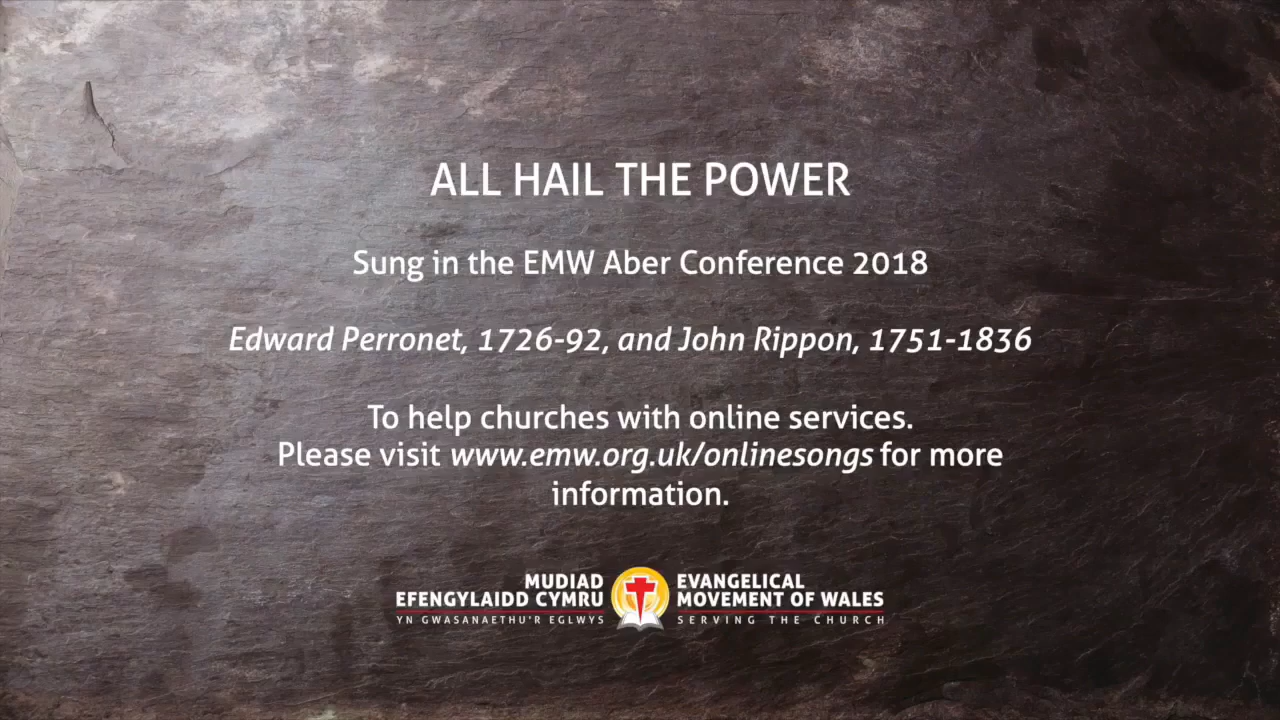 ALL HAIL THE POWER
Sung in the EMW Aber Conference 2018
Edward Perronet, 1726-92, and John Rippon, 1751-1836
To help churches with online services.
Please visit www.emw.org.uk/onlinesongs for more
information.
MUDIAD
EFENGYLAIDD CYMRU
YN GWASANAETHU'R EGLWYS
EVANGELICAL
MOVEMENT OF WALES
SERVING THE CHURCH